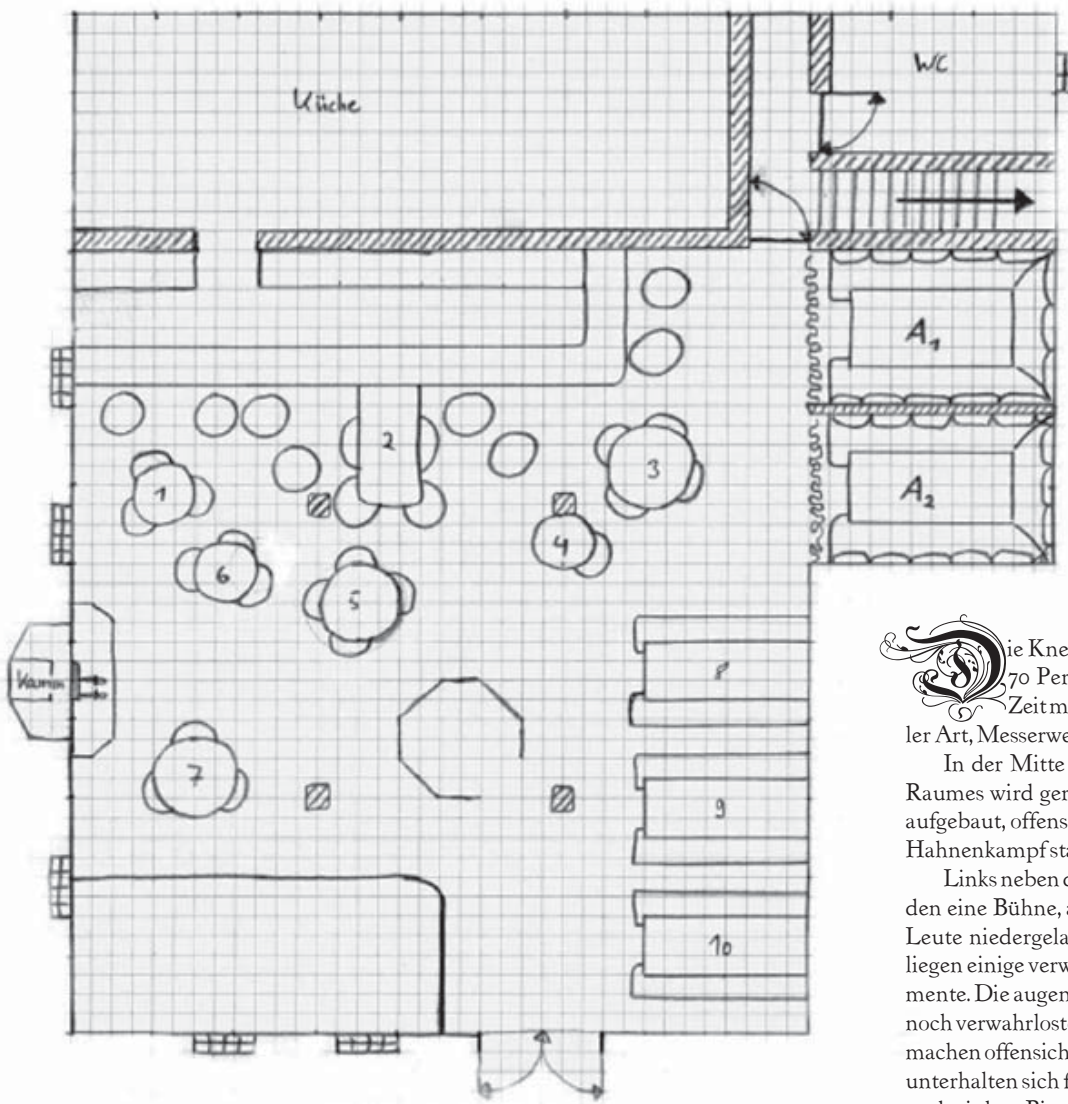 Küche
WC
A1
A2
1
2
3
4
5
6
Kamin
7
8
9
10
Die Kne
70 Per
Zeit m
ler Art, Messerwe
In der Mitte
Raumes wird ger
aufgebaut, offens
Hahnenkampf sta
Links neben d
den eine Bühne, a
Leute niedergela
liegen einige verw
mente. Die augen
noch verwahrlost
machen offensich
unterhalten sich f